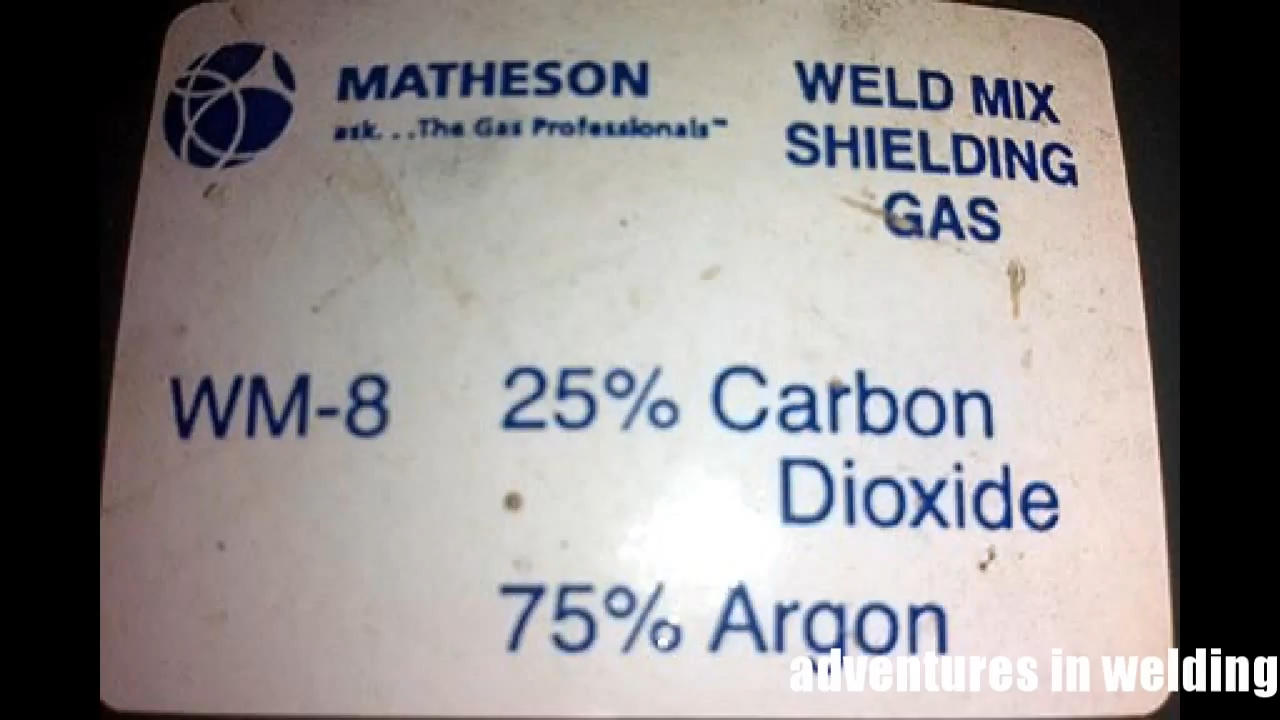 MATHESON
ask. . .The Gas Professionals™
WELD MIX
SHIELDING
GAS
WM-8 25% Carbon
Dioxide
75% Argon
adventures in welding